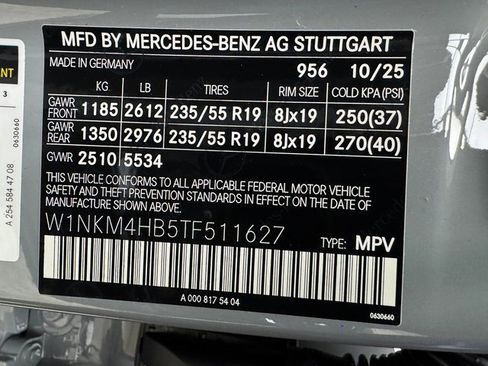 MFD BY MERCEDES-BENZ AG STUTTGART
MADE IN GERMANY 956 10/25
KG LB TIRES RIM SIZE COLD KPA (PSI)
GAWR FRONT 1185 2612 235/55 R19 8Jx19 250(37)
GAWR REAR 1350 2976 235/55 R19 8Jx19 270(40)
GVWR 2510 5534
THIS VEHICLE CONFORMS TO ALL APPLICABLE FEDERAL MOTOR VEHICLE
SAFETY AND THEFT PREVENTION STANDARDS IN EFFECT ON THE DATE
OF MANUFACTURE SHOWN ABOVE.
W1NKM4HB5TF511627 TYPE: MPV
A 000 817 54 04
0630660
ANT
3
0630660
A 254 584 47 08